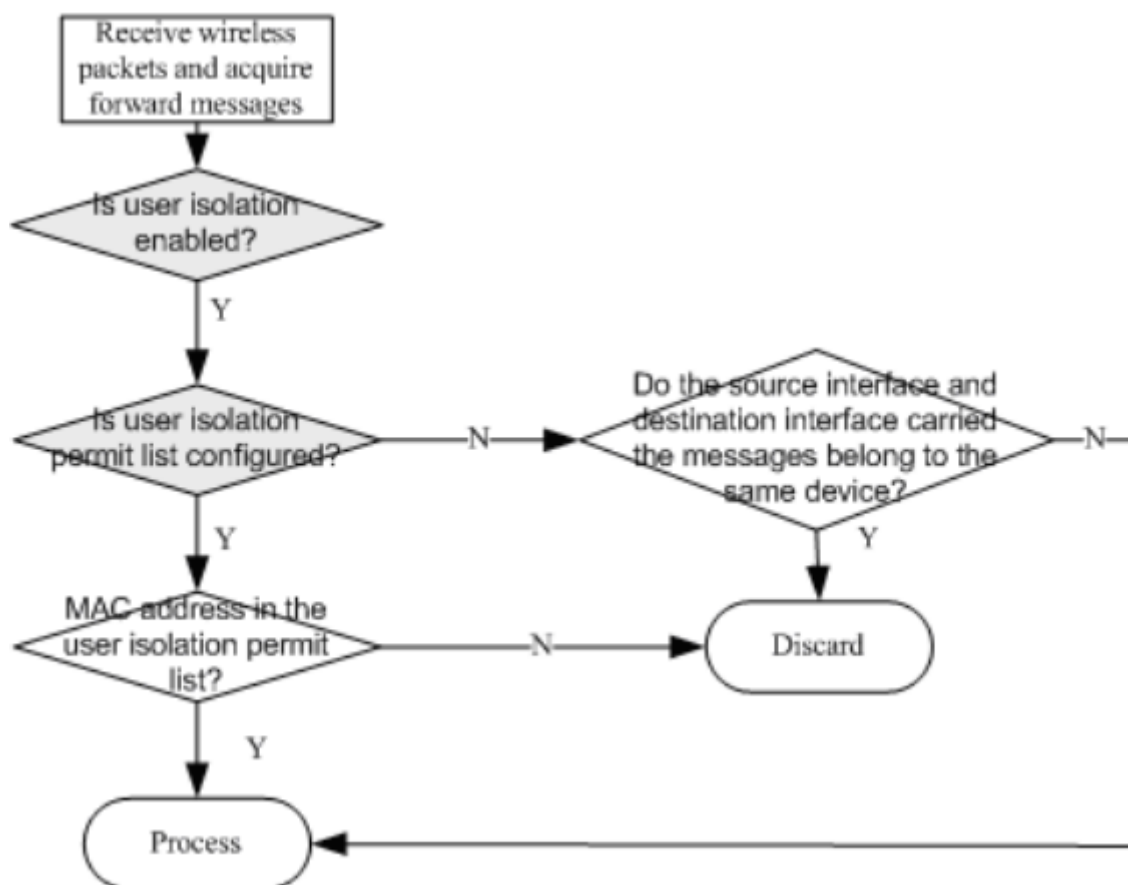 Receive wireless
packets and acquire
forward messages
Is user isolation
enabled?
Y
Is user isolation
permit list configured?
N
Do the source interface and
destination interface carried
the messages belong to the
same device?
N
Y
Y
MAC address in the
user isolation permit
list?
N
Discard
Y
Process